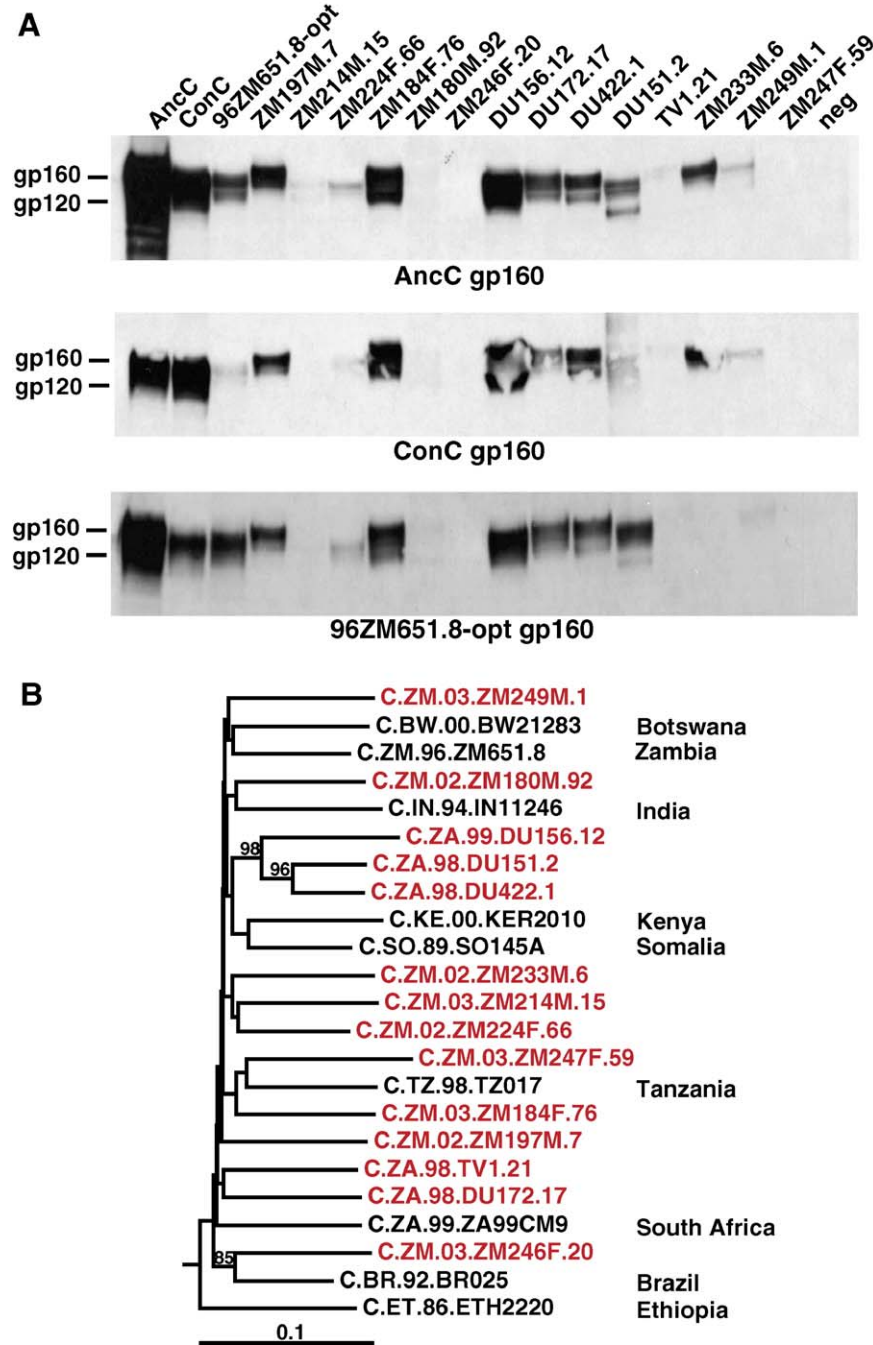 A
AncC
ConC
96ZM651.8-opt
ZM197M.7
ZM214M.15
ZM224F.66
ZM184F.76
ZM180M.92
ZM246F.20
DU156.12
DU172.17
DU422.1
DU151.2
TV1.21
ZM233M.6
ZM249M.1
ZM247F.59
neg
gp160
gp120
AncC gp160
gp160
gp120
ConC gp160
gp160
gp120
96ZM651.8-opt gp160
B
C.ZM.03.ZM249M.1
C.BW.00.BW21283 Botswana
C.ZM.96.ZM651.8 Zambia
C.ZM.02.ZM180M.92
C.IN.94.IN11246 India
C.ZA.99.DU156.12
98
C.ZA.98.DU151.2
96
C.ZA.98.DU422.1
C.KE.00.KER2010 Kenya
C.SO.89.SO145A Somalia
C.ZM.02.ZM233M.6
C.ZM.03.ZM214M.15
C.ZM.02.ZM224F.66
C.ZM.03.ZM247F.59
C.TZ.98.TZ017 Tanzania
C.ZM.03.ZM184F.76
C.ZM.02.ZM197M.7
C.ZA.98.TV1.21
C.ZA.98.DU172.17
C.ZA.99.ZA99CM9 South Africa
C.ZM.03.ZM246F.20
85
C.BR.92.BR025 Brazil
C.ET.86.ETH2220 Ethiopia
0.1